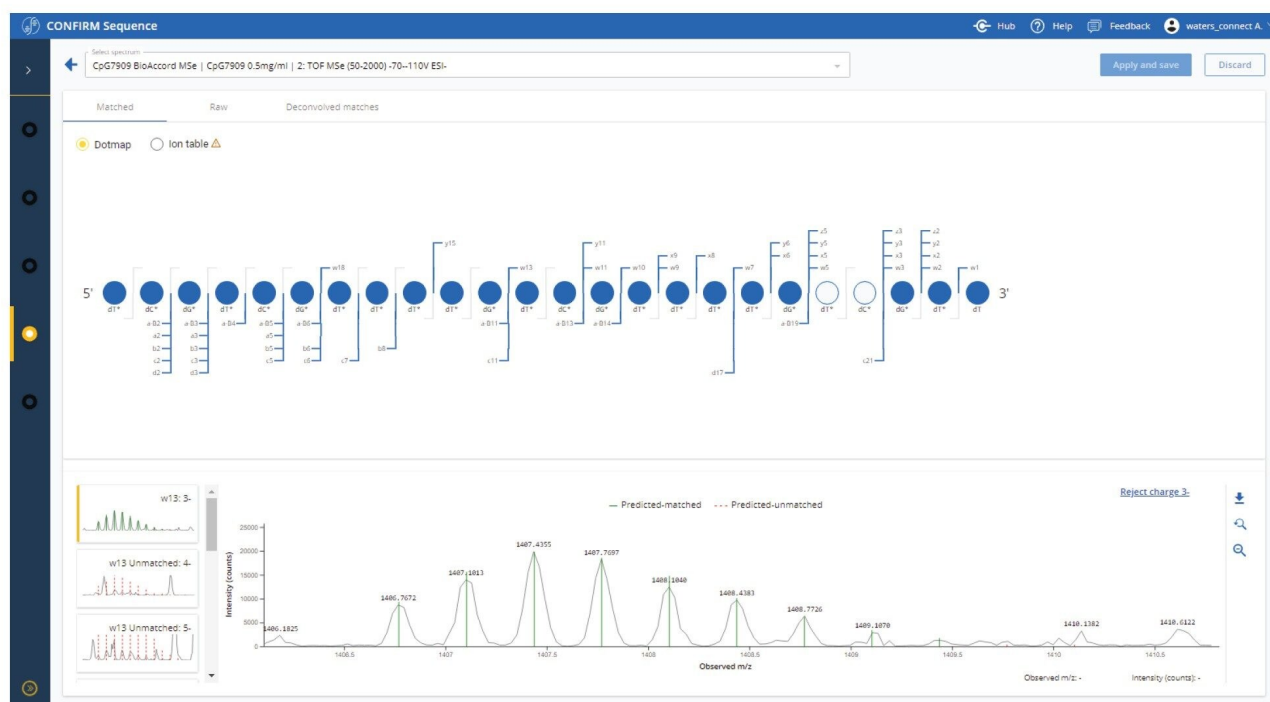 CONFIRM Sequence
Hub Help Feedback waters_connect A.
Select spectrum
CpG7909 BioAccord MSe | CpG7909 0.5mg/ml | 2: TOF MSe (50-2000) -70--110V ESI-
Apply and save Discard
Matched Raw Deconvolved matches
Dotmap Ion table
z5 z3 z2
y15 y11 y6 y5 y3 y2
x9 x8 x6 x5 x3 x2
w18 w13 w11 w10 w9 w7 w5 w3 w2 w1
5' 3'
dT* dC* dG* dT* dC* dG* dT* dT* dT* dT* dG* dT* dC* dG* dT* dT* dT* dT* dG* dT* dC* dG* dT* dT
a-B2 a-B3 a-B4 a-B5 a-B6 a-B11 a-B13 a-B14 a-B19
a2 a3 a5
b2 b3 b6 b8
c2 c3 c5 c6 c7 c11 c21
d2 d3 d17
w13: 3-
w13 Unmatched: 4-
w13 Unmatched: 5-
Reject charge 3-
Predicted-matched Predicted-unmatched
Intensity (counts)
25000
20000
15000
10000
5000
0
1406.1825
1406.7672
1407.1013
1407.4355
1407.7697
1408.1040
1408.4383
1408.7726
1409.1070
1410.1382
1410.6122
1406.5 1407 1407.5 1408 1408.5 1409 1409.5 1410 1410.5
Observed m/z
Observed m/z: - Intensity (counts): -